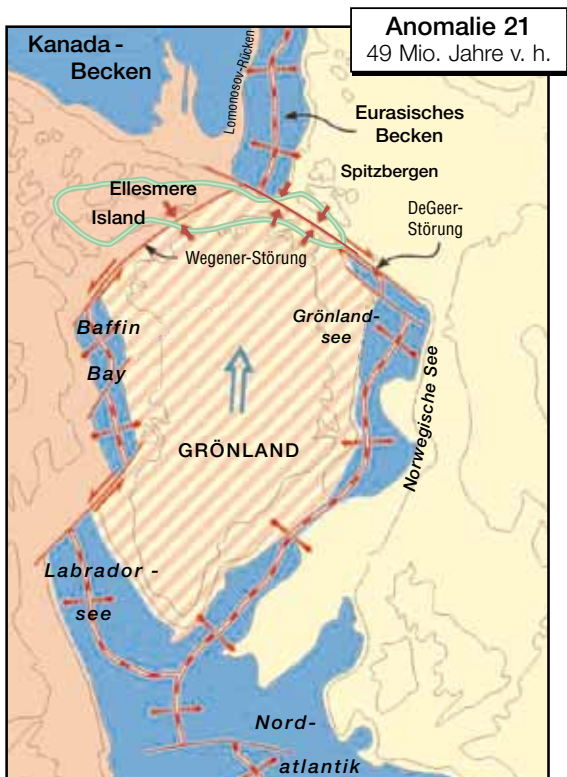 Anomalie 21
49 Mio. Jahre v. h.
Kanada -
Becken
Lomonosov-Rücken
Eurasisches
Becken
Spitzbergen
Ellesmere
Island
DeGeer-
Störung
Wegener-Störung
Baffin
Bay
Grönland-
see
Norwegische See
GRÖNLAND
Labrador -
see
Nord-
atlantik